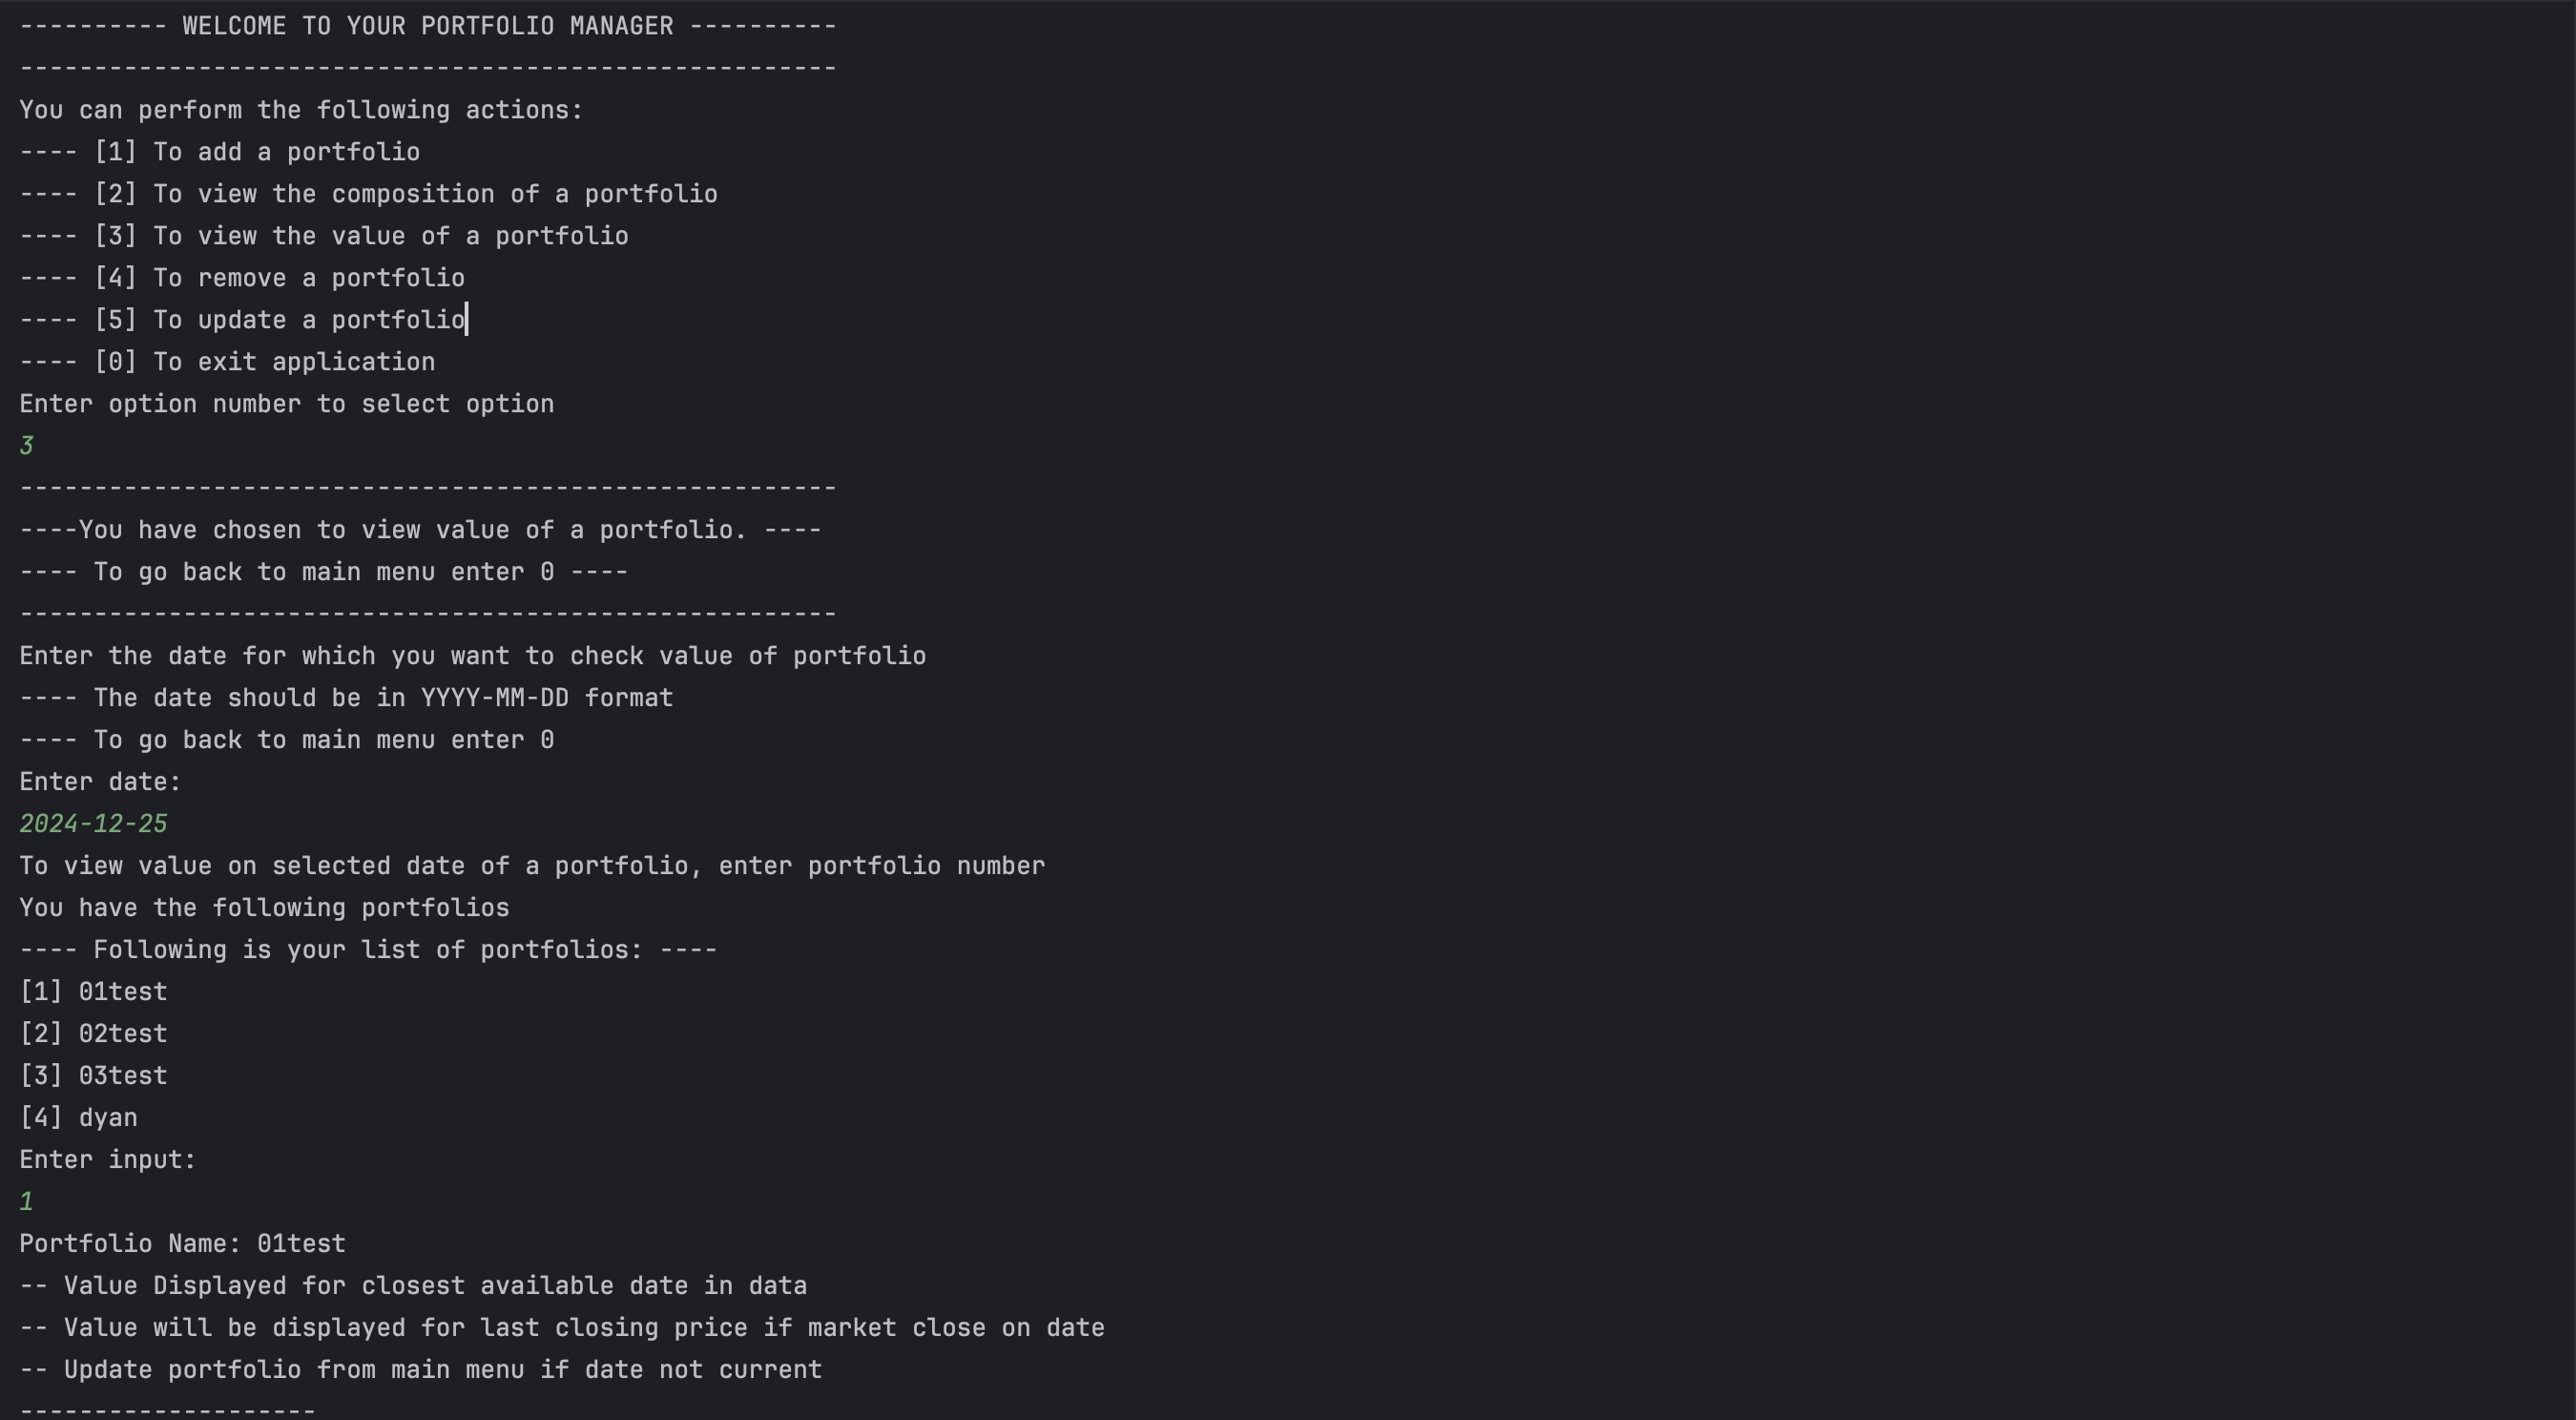 ---------- WELCOME TO YOUR PORTFOLIO MANAGER ----------
-------------------------------------------------------
You can perform the following actions:
---- [1] To add a portfolio
---- [2] To view the composition of a portfolio
---- [3] To view the value of a portfolio
---- [4] To remove a portfolio
---- [5] To update a portfolio
---- [0] To exit application
Enter option number to select option
3
-------------------------------------------------------
----You have chosen to view value of a portfolio. ----
---- To go back to main menu enter 0 ----
-------------------------------------------------------
Enter the date for which you want to check value of portfolio
---- The date should be in YYYY-MM-DD format
---- To go back to main menu enter 0
Enter date:
2024-12-25
To view value on selected date of a portfolio, enter portfolio number
You have the following portfolios
---- Following is your list of portfolios: ----
[1] 01test
[2] 02test
[3] 03test
[4] dyan
Enter input:
1
Portfolio Name: 01test
-- Value Displayed for closest available date in data
-- Value will be displayed for last closing price if market close on date
-- Update portfolio from main menu if date not current
--------------------